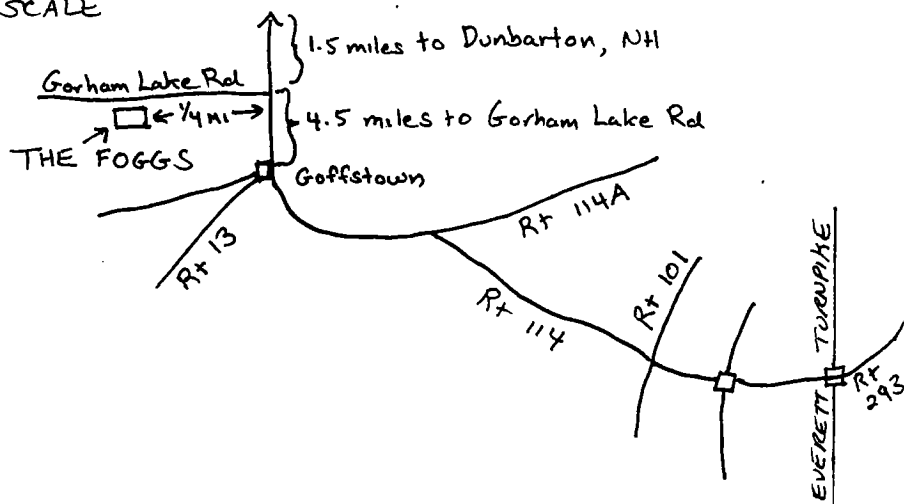 SCALE
1.5 miles to Dunbarton, NH
Gorham Lake Rd
← 1/4 MI →
4.5 miles to Gorham Lake Rd
THE FOGGS
Goffstown
Rt 114A
Rt 13
Rt 101
Rt 114
EVERETT TURNPIKE
Rt 293